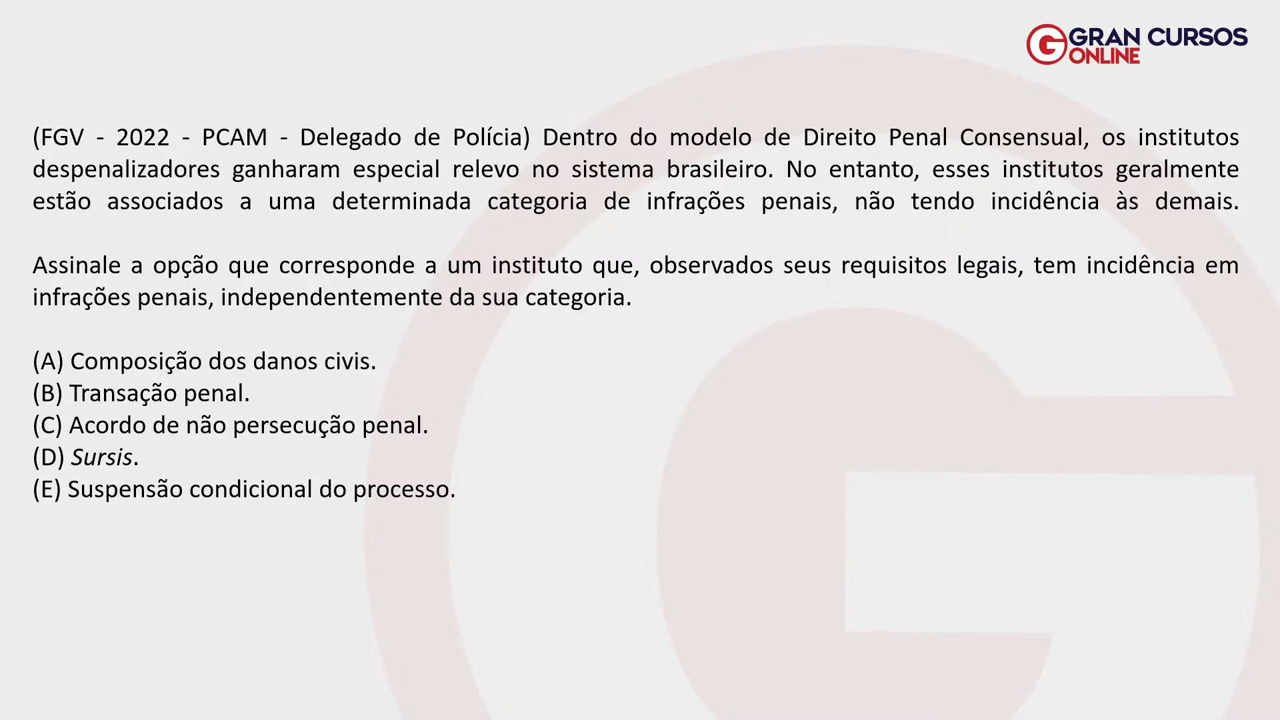 GRAN CURSOS
ONLINE
(FGV - 2022 - PCAM - Delegado de Polícia) Dentro do modelo de Direito Penal Consensual, os institutos
despenalizadores ganharam especial relevo no sistema brasileiro. No entanto, esses institutos geralmente
estão associados a uma determinada categoria de infrações penais, não tendo incidência às demais.
Assinale a opção que corresponde a um instituto que, observados seus requisitos legais, tem incidência em
infrações penais, independentemente da sua categoria.
(A) Composição dos danos civis.
(B) Transação penal.
(C) Acordo de não persecução penal.
(D) Sursis.
(E) Suspensão condicional do processo.